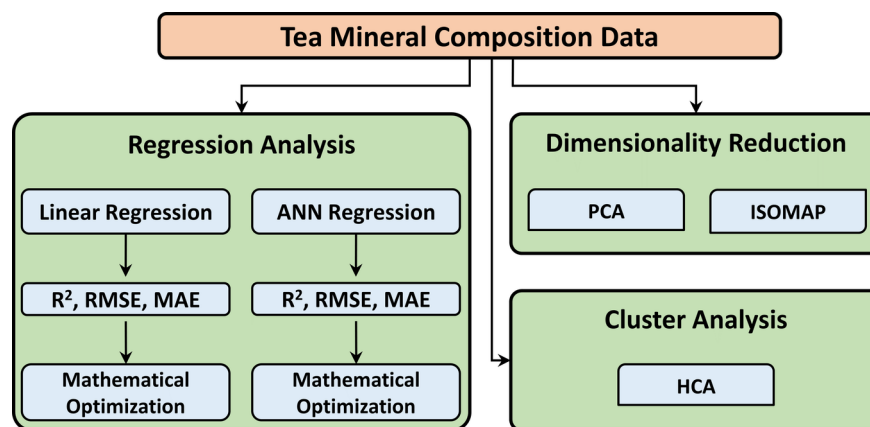 Tea Mineral Composition Data
Regression Analysis
Linear Regression
ANN Regression
R², RMSE, MAE
R², RMSE, MAE
Mathematical
Optimization
Mathematical
Optimization
Dimensionality Reduction
PCA
ISOMAP
Cluster Analysis
HCA